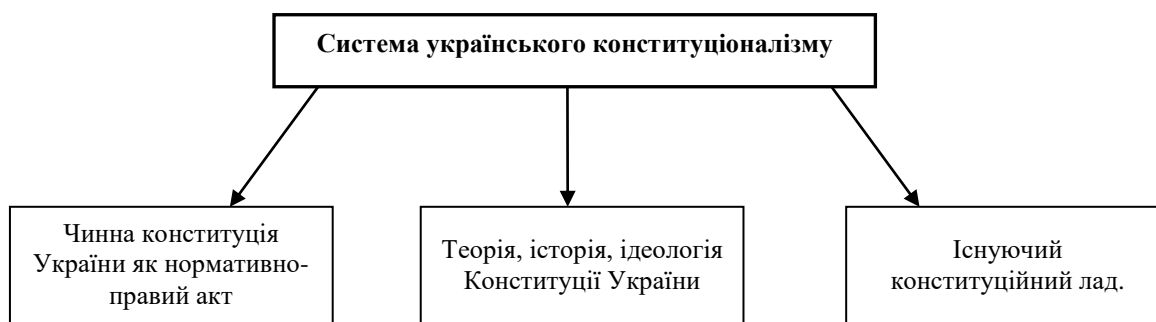 Система українського конституціоналізму
Чинна конституція
України як нормативно-
правий акт
Теорія, історія, ідеологія
Конституції України
Існуючий
конституційний лад.